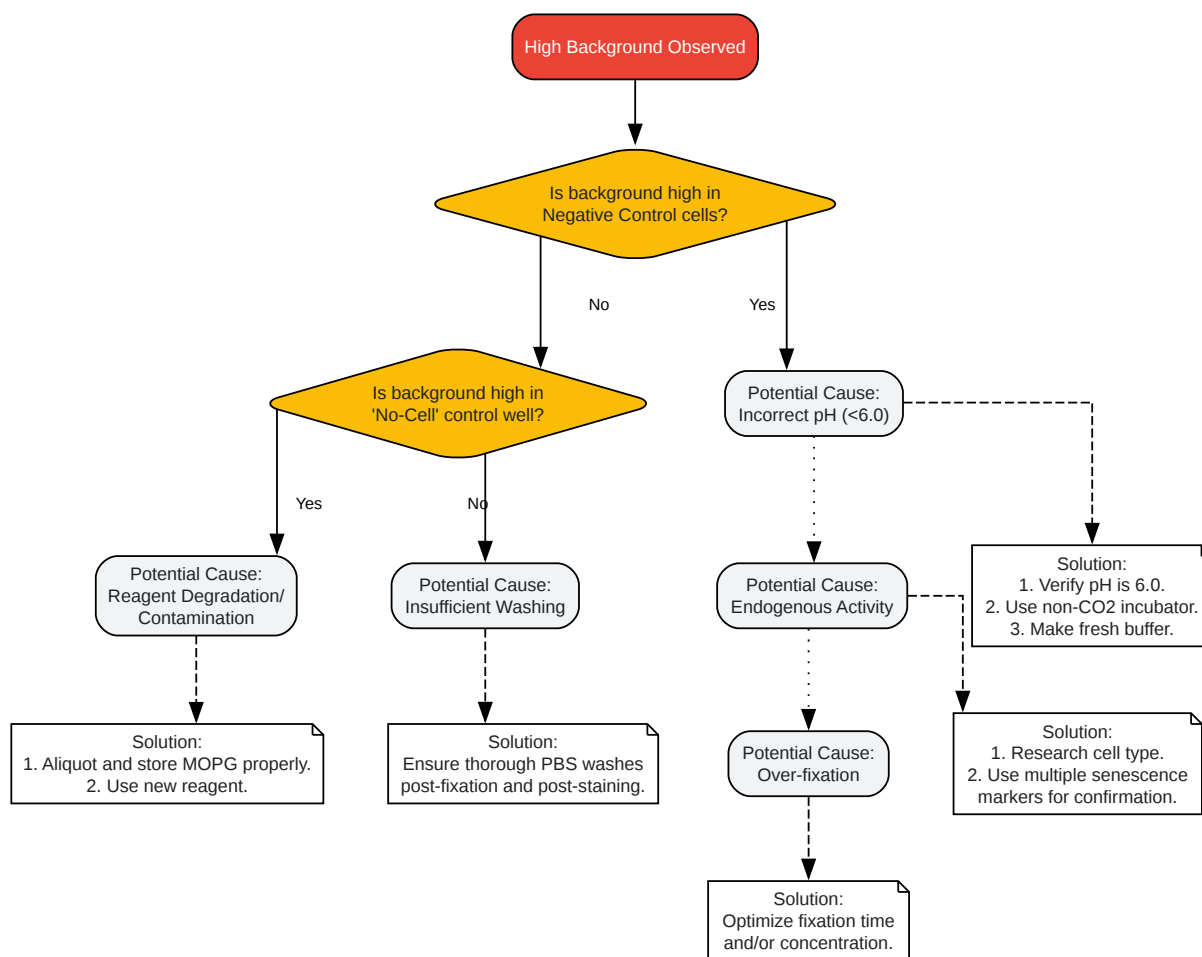 High Background Observed
Is background high in
Negative Control cells?
No
Yes
Is background high in
'No-Cell' control well?
Potential Cause:
Incorrect pH (<6.0)
Yes
No
Potential Cause:
Reagent Degradation/
Contamination
Potential Cause:
Insufficient Washing
Potential Cause:
Endogenous Activity
Solution:
1. Verify pH is 6.0.
2. Use non-CO2 incubator.
3. Make fresh buffer.
Solution:
1. Aliquot and store MOPG properly.
2. Use new reagent.
Solution:
Ensure thorough PBS washes
post-fixation and post-staining.
Potential Cause:
Over-fixation
Solution:
1. Research cell type.
2. Use multiple senescence
markers for confirmation.
Solution:
Optimize fixation time
and/or concentration.